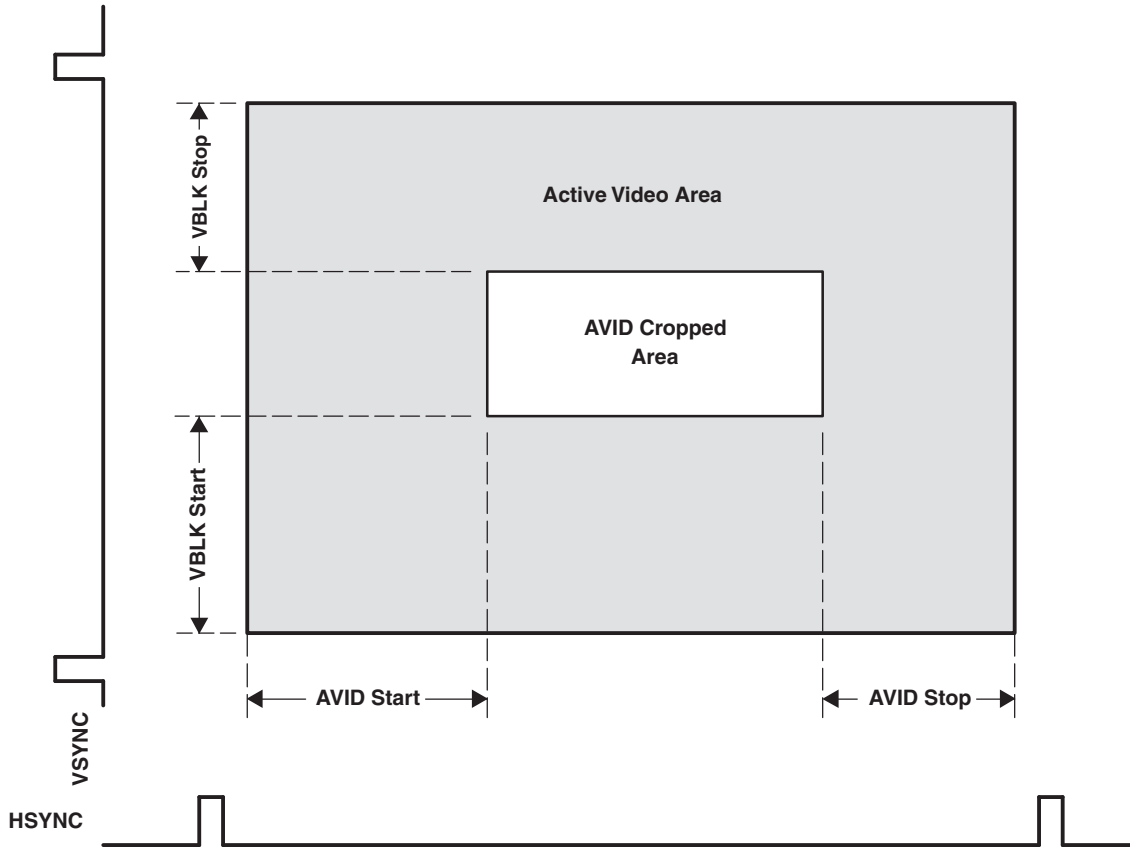 VBLK Stop
Active Video Area
AVID Cropped
Area
VBLK Start
AVID Start
AVID Stop
VSYNC
HSYNC